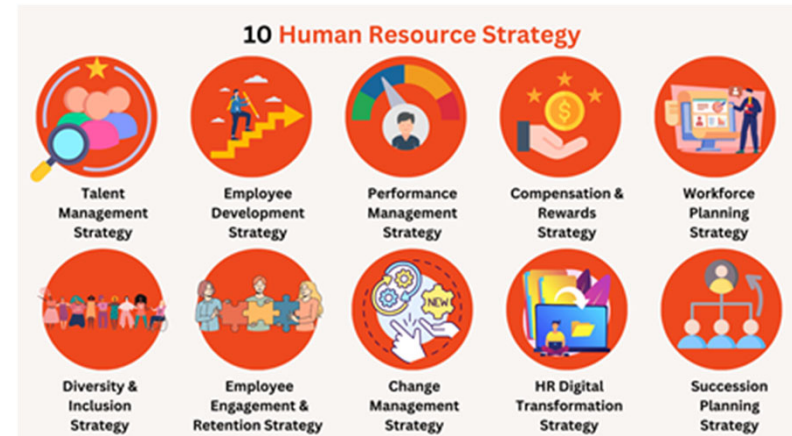 10 Human Resource Strategy
Talent
Management
Strategy
Employee
Development
Strategy
Performance
Management
Strategy
Compensation &
Rewards
Strategy
Workforce
Planning
Strategy
NEW!
Diversity &
Inclusion
Strategy
Employee
Engagement &
Retention Strategy
Change
Management
Strategy
HR Digital
Transformation
Strategy
Succession
Planning
Strategy